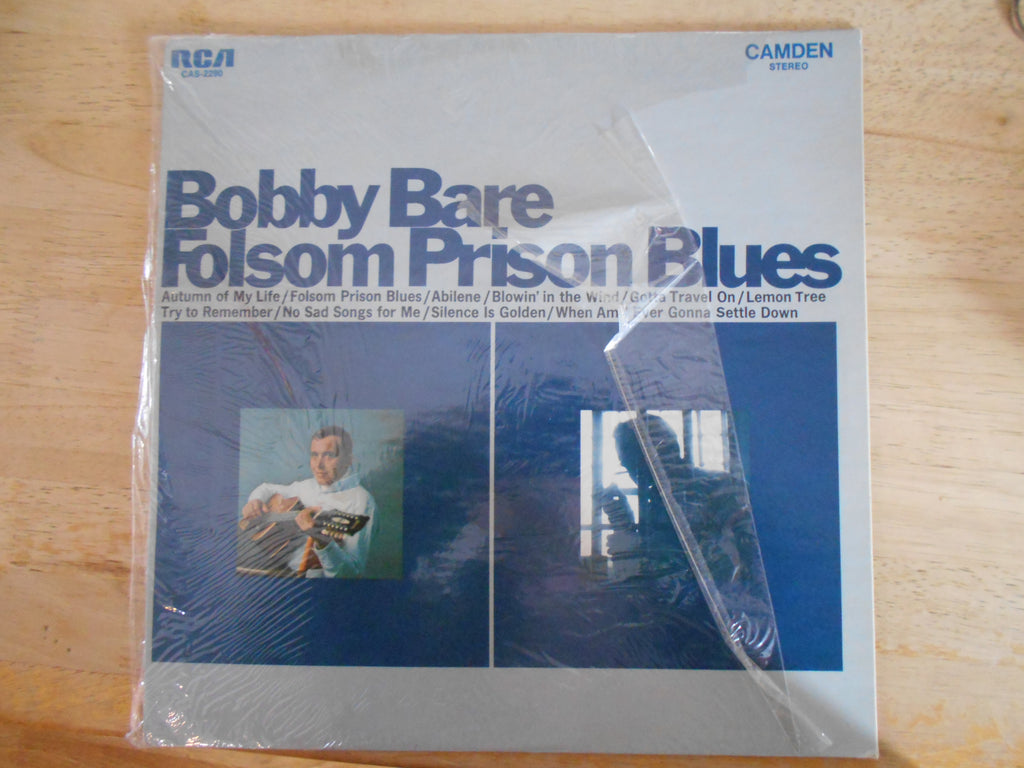 RCA
CAS-2290
CAMDEN
STEREO
Bobby Bare
Folsom Prison Blues
Autumn of My Life/Folsom Prison Blues/Abilene/Blowin' in the Wind/Gotta Travel On/Lemon Tree
Try to Remember/No Sad Songs for Me/Silence Is Golden/When Am I Ever Gonna Settle Down